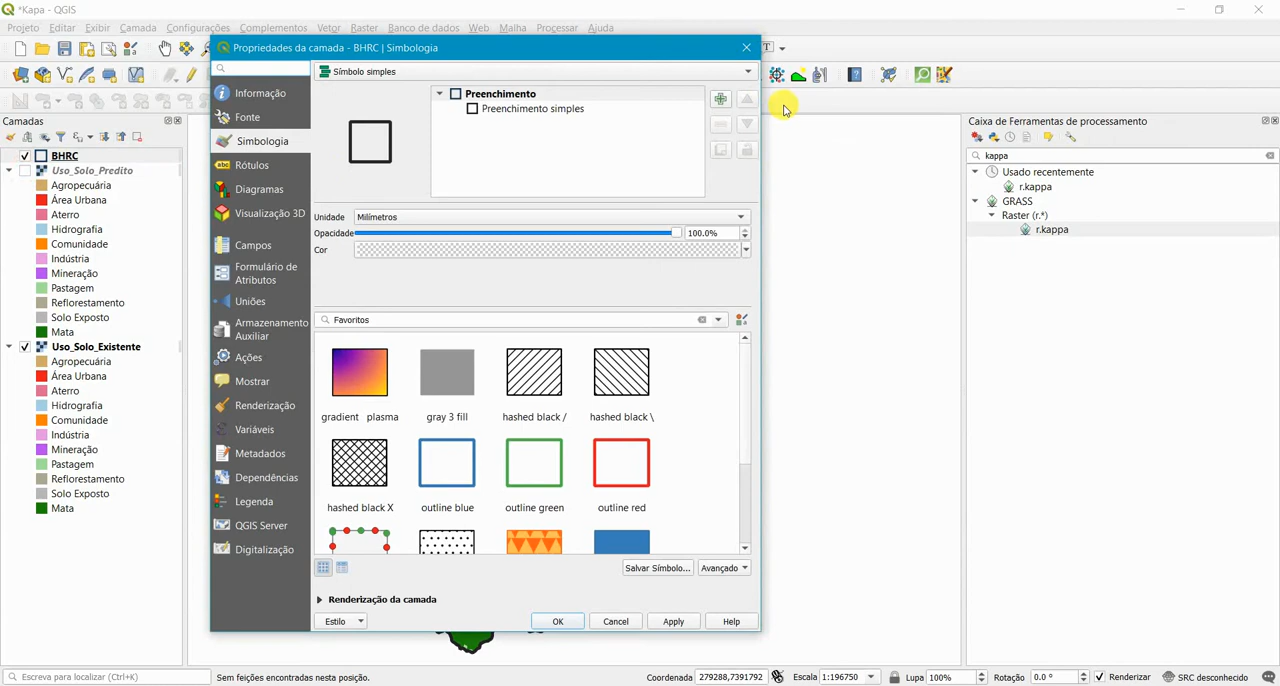 *Kapa — QGIS
Projeto Editar Exibir Camada Configurações Complementos Vetor Raster Banco de dados Web Malha Processar Ajuda
Propriedades da camada - BHRC | Simbologia
Símbolo simples
Informação
Fonte
Simbologia
Rótulos
Diagramas
Visualização 3D
Campos
Formulário de
Atributos
Uniões
Armazenamento
Auxiliar
Ações
Mostrar
Renderização
Variáveis
Metadados
Dependências
Legenda
QGIS Server
Digitalização
Preenchimento
Preenchimento simples
Unidade Milímetros
Opacidade 100.0%
Cor
Favoritos
gradient plasma gray 3 fill hashed black / hashed black \
hashed black X outline blue outline green outline red
Salvar Símbolo... Avançado
Renderização da camada
Estilo OK Cancel Apply Help
Camadas
BHRC
Uso_Solo_Predito
Agropecuária
Área Urbana
Aterro
Hidrografia
Comunidade
Indústria
Mineração
Pastagem
Reflorestamento
Solo Exposto
Mata
Uso_Solo_Existente
Agropecuária
Área Urbana
Aterro
Hidrografia
Comunidade
Indústria
Mineração
Pastagem
Reflorestamento
Solo Exposto
Mata
Caixa de Ferramentas de processamento
kappa
Usado recentemente
r.kappa
GRASS
Raster (r.*)
r.kappa
Escreva para localizar (Ctrl+K) Sem feições encontradas nesta posição. Coordenada 279288,7391792 Escala 1:196750 Lupa 100% Rotação 0.0 ° Renderizar SRC desconhecido